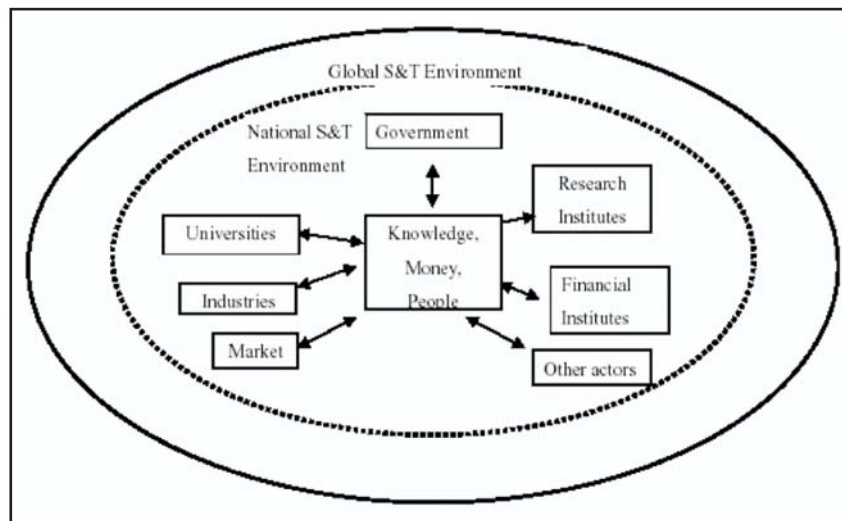 Global S&T Environment
National S&T
Environment
Government
Research
Institutes
Universities
Knowledge,
Money,
People
Industries
Financial
Institutes
Market
Other actors